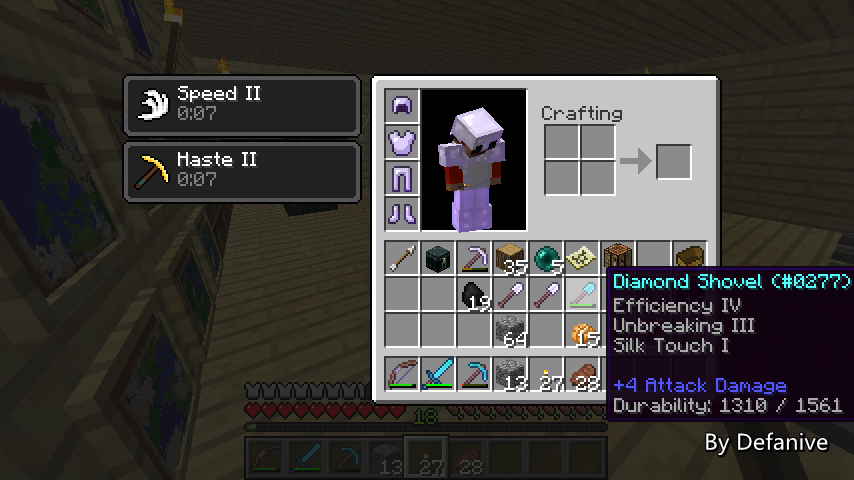 Speed II
0:07
Haste II
0:07
Crafting
35
5
19
64
15
13
27
28
Diamond Shovel (#0277)
Efficiency IV
Unbreaking III
Silk Touch I
+4 Attack Damage
Durability: 1310 / 1561
18
13
27
28
By Defanive